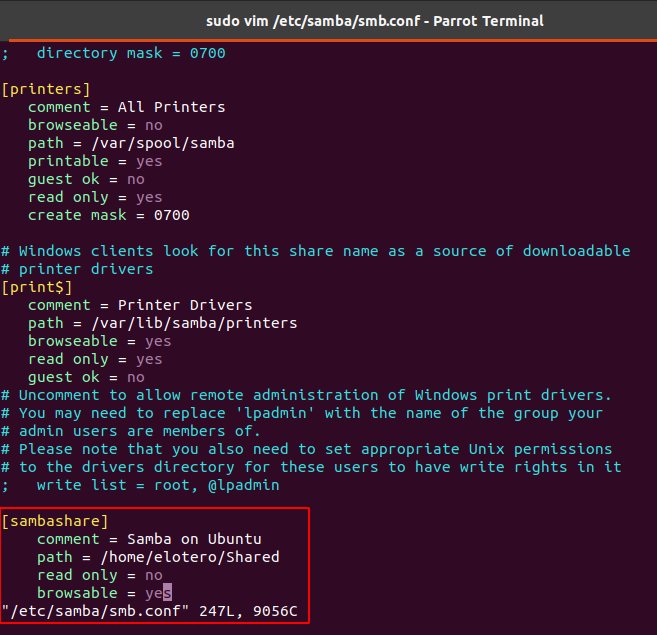 sudo vim /etc/samba/smb.conf - Parrot Terminal
;   directory mask = 0700
[printers]
   comment = All Printers
   browseable = no
   path = /var/spool/samba
   printable = yes
   guest ok = no
   read only = yes
   create mask = 0700
# Windows clients look for this share name as a source of downloadable
# printer drivers
[print$]
   comment = Printer Drivers
   path = /var/lib/samba/printers
   browseable = yes
   read only = yes
   guest ok = no
# Uncomment to allow remote administration of Windows print drivers.
# You may need to replace 'lpadmin' with the name of the group your
# admin users are members of.
# Please note that you also need to set appropriate Unix permissions
# to the drivers directory for these users to have write rights in it
;   write list = root, @lpadmin
[sambashare]
    comment = Samba on Ubuntu
    path = /home/elotero/Shared
    read only = no
    browsable = yes
"/etc/samba/smb.conf" 247L, 9056C